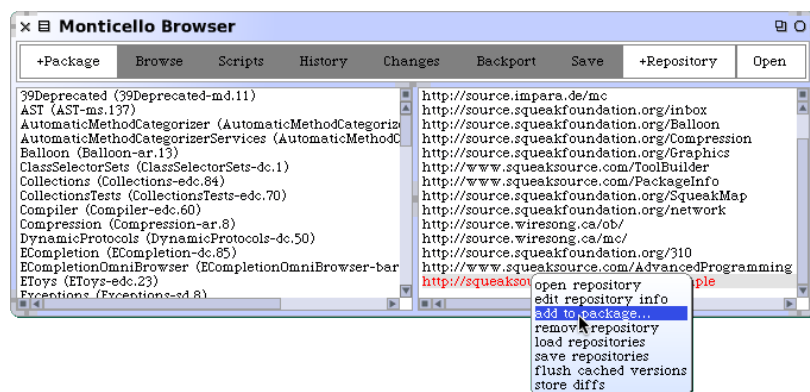 Monticello Browser
+Package Browse Scripts History Changes Backport Save +Repository Open
39Deprecated (39Deprecated-md.11)
AST (AST-ms.137)
AutomaticMethodCategorizer (AutomaticMethodCategoriz
AutomaticMethodCategorizerServices (AutomaticMethodC
Balloon (Balloon-ar.13)
ClassSelectorSets (ClassSelectorSets-dc.1)
Collections (Collections-edc.84)
CollectionsTests (CollectionsTests-edc.70)
Compiler (Compiler-edc.60)
Compression (Compression-ar.8)
DynamicProtocols (DynamicProtocols-dc.50)
ECompletion (ECompletion-dc.85)
ECompletionOmniBrowser (ECompletionOmniBrowser-bar
EToys (EToys-edc.23)
Exceptions (Exceptions-sd.8)
http://source.impara.de/mc
http://source.squeakfoundation.org/inbox
http://source.squeakfoundation.org/Balloon
http://source.squeakfoundation.org/Compression
http://source.squeakfoundation.org/Graphics
http://www.squeaksource.com/ToolBuilder
http://www.squeaksource.com/PackageInfo
http://source.squeakfoundation.org/SqueakMap
http://source.squeakfoundation.org/network
http://source.wiresong.ca/ob/
http://source.wiresong.ca/mc/
http://source.squeakfoundation.org/310
http://www.squeaksource.com/AdvancedProgramming
http://squeaksou ple
open repository
edit repository info
add to package...
remove repository
load repositories
save repositories
flush cached versions
store diffs